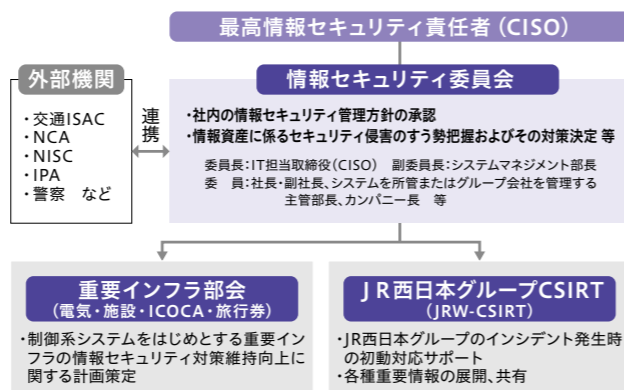 最高情報セキュリティ責任者（CISO）
外部機関
・交通ISAC
・NCA
・NISC
・IPA
・警察　など
連携
情報セキュリティ委員会
・社内の情報セキュリティ管理方針の承認
・情報資産に係るセキュリティ侵害のすう勢把握およびその対策決定 等
委員長：IT担当取締役（CISO）　副委員長：システムマネジメント部長
委　員：社長・副社長、システムを所管またはグループ会社を管理する
主管部長、カンパニー長　等
重要インフラ部会
（電気・施設・ICOCA・旅行券）
・制御系システムをはじめとする重要イン
フラの情報セキュリティ対策維持向上に
関する計画策定
JR西日本グループCSIRT
（JRW-CSIRT）
・JR西日本グループのインシデント発生時
の初動対応サポート
・各種重要情報の展開、共有